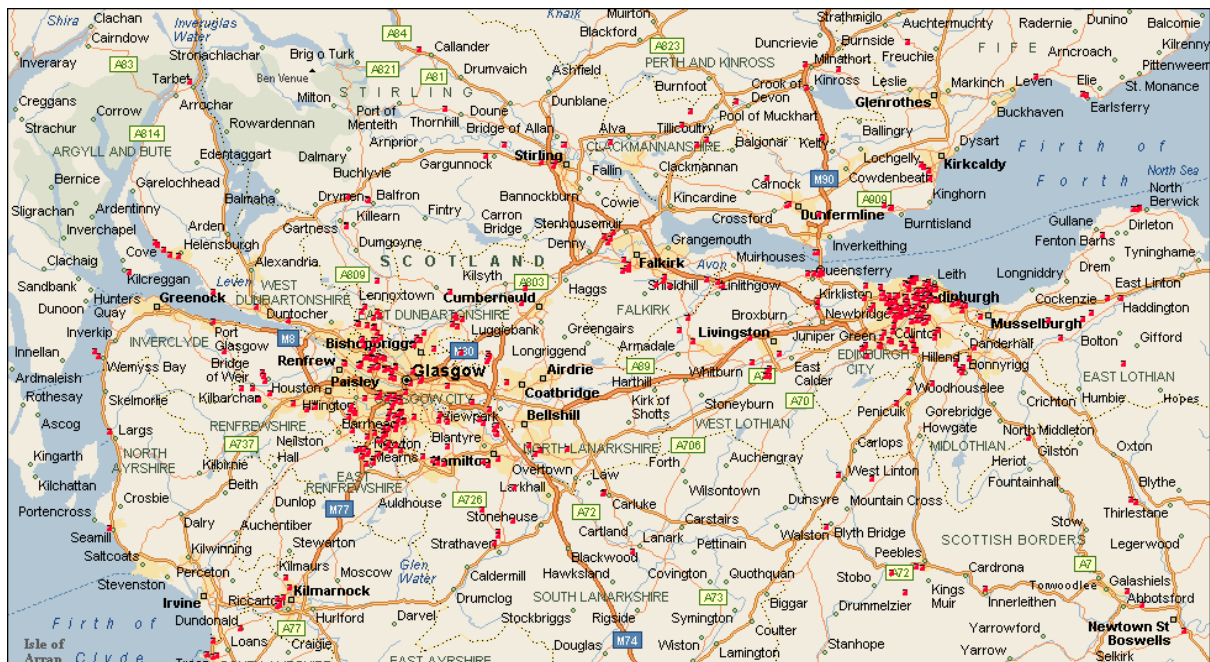 Shira
Clachan
Cairndow
Inveruglas
Water
Stronachlachar
Brig o Turk
A84
Callander
Knaik
Muirton
Blackford
Strathmiglo
Auchtermuchty
Radernie
Dunino
Balcomie
Kilrenny
Inveraray
A83
Tarbet
Ben Venue
A821
A81
Drumvaich
Ashfield
A823
PERTH AND KINROSS
Duncrievie
Burnside
Freuchie
Milnathort
FIFE
Arncroach
Pittenweem
Creggans
Corrow
Arrochar
Milton
STIRLING
Port of
Menteith
Doune
Dunblane
Burnfoot
Crook of
Devon
Kinross
Leslie
Markinch
Leven
Elie
St. Monance
Strachur
A814
Rowardennan
Thornhill
Bridge of Allan
Alva
Tillicoultry
Pool of Muckhart
Glenrothes
Buckhaven
Earlsferry
ARGYLL AND BUTE
Edentaggart
Dalmary
Arnprior
Gargunnock
Stirling
CLACKMANNANSHIRE
Balgonar
Kelty
Ballingry
Dysart
Firth of
Forth
Bernice
Garelochhead
Buchlyvie
Fallin
Clackmannan
Lochgelly
Kirkcaldy
North Sea
Sligrachan
Ardentinny
Balmaha
Drymen
Balfron
Bannockburn
Cowie
Kincardine
Carnock
M90
Cowdenbeath
A909
Kinghorn
North
Berwick
Inverchapel
Arden
Gartness
Killearn
Fintry
Carron
Bridge
Stenhousemuir
Crossford
Dunfermline
Burntisland
Gullane
Dirleton
Clachaig
Cove
Helensburgh
Dungoyne
Denny
Grangemouth
Inverkeithing
Fenton Barns
Tyninghame
Kilcreggan
Alexandria
SCOTLAND
Falkirk
Avon
Muirhouses
Queensferry
Leith
Longniddry
Drem
Sandbank
Leven
A809
Kilsyth
A803
Haggs
Shieldhill
Linlithgow
Kirkliston
Edinburgh
Cockenzie
East Linton
Dunoon
Hunters
Quay
Greenock
WEST
DUNBARTONSHIRE
Lennoxtown
Cumbernauld
FALKIRK
Broxburn
Newbridge
Musselburgh
Haddington
Inverkip
Port
Glasgow
Duntocher
EAST DUNBARTONSHIRE
Luggiebank
Greengairs
Livingston
Juniper Green
Colinton
Danderhall
Bolton
Gifford
Innellan
INVERCLYDE
M8
Bishopbriggs
M80
Longriggend
Armadale
EDINBURGH
CITY
Hillend
Bonnyrigg
Wemyss Bay
Bridge
of Weir
Renfrew
Glasgow
Airdrie
A89
Whitburn
East
Calder
EAST LOTHIAN
Ardmaleish
Rothesay
Skelmorlie
Houston
Paisley
Coatbridge
Harthill
Woodhouselee
Humbie
Hopes
Kilbarchan
Hillington
GLASGOW CITY
Kirk of
Shotts
Stoneyburn
A70
Penicuik
Gorebridge
Crichton
Ascog
Largs
RENFREWSHIRE
Barrhead
Viewpark
Bellshill
WEST LOTHIAN
Howgate
North Middleton
A737
Neilston
Newton
Mearns
Blantyre
NORTH LANARKSHIRE
A706
Carlops
MIDLOTHIAN
Gilston
Oxton
Kingarth
NORTH
AYRSHIRE
Kilbirnie
Hall
Hamilton
Overtown
Law
Forth
Auchengray
West Linton
Heriot
Kilchattan
Beith
EAST
RENFREWSHIRE
Larkhall
Wilsontown
Dunsyre
Mountain Cross
Fountainhall
Blythe
Portencross
Crosbie
Dunlop
Auldhouse
A726
Carluke
Thirlestane
Seamill
Dalry
Auchentiber
M77
Stonehouse
A72
Cartland
Carstairs
Walston
Blyth Bridge
Stow
Saltcoats
Kilwinning
Stewarton
Strathaven
Lanark
Pettinain
Peebles
SCOTTISH BORDERS
Legerwood
Stevenston
Perceton
Kilmaurs
Moscow
Glen
Water
Caldermill
Blackwood
Hawksland
Covington
Quothquan
Stobo
A72
Cardrona
A7
Galashiels
Irvine
Riccarton
Kilmarnock
Darvel
Drumclog
SOUTH LANARKSHIRE
A73
Biggar
Drummelzier
Kings
Muir
Innerleithen
Torwoodlee
Abbotsford
Firth of
Clyde
Dundonald
Hurlford
Stockbriggs
Rigside
Coulter
Yarrowford
Newtown St
Boswells
Isle of
Arran
Loans
A77
Craigie
Douglas
M74
Wiston
Lamington
Stanhope
Yarrow
Selkirk
EAST AYRSHIRE